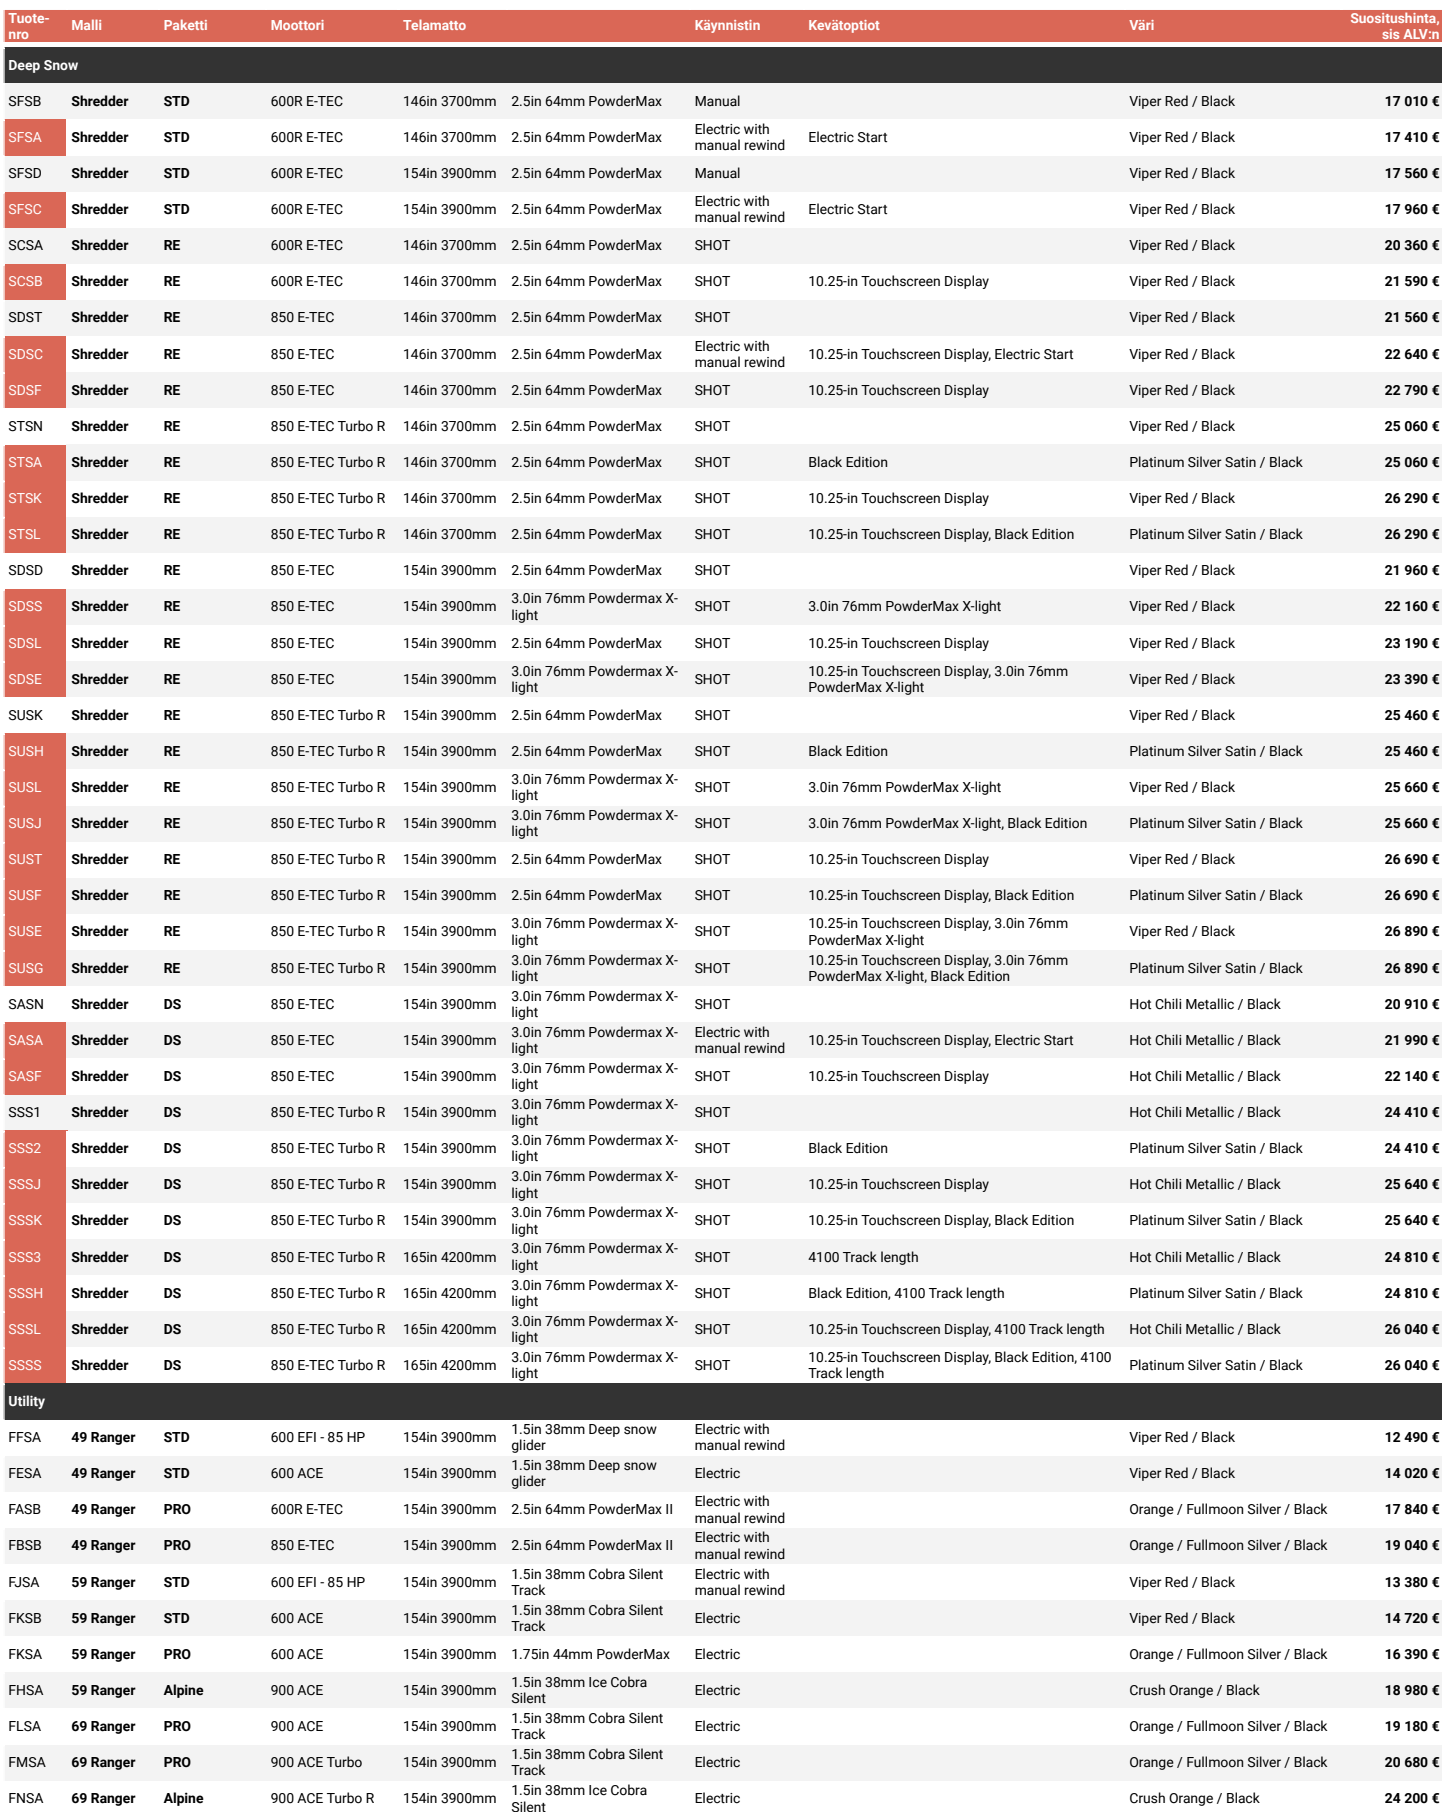 Tuote-nro Malli Paketti Moottori Telamatto Käynnistin Kevätoptiot Väri Suositushinta, sis ALV:n
Deep Snow
SFSB Shredder STD 600R E-TEC 146in 3700mm 2.5in 64mm PowderMax Manual Viper Red / Black 17 010 €
SFSA Shredder STD 600R E-TEC 146in 3700mm 2.5in 64mm PowderMax Electric with manual rewind Electric Start Viper Red / Black 17 410 €
SFSD Shredder STD 600R E-TEC 154in 3900mm 2.5in 64mm PowderMax Manual Viper Red / Black 17 560 €
SFSC Shredder STD 600R E-TEC 154in 3900mm 2.5in 64mm PowderMax Electric with manual rewind Electric Start Viper Red / Black 17 960 €
SCSA Shredder RE 600R E-TEC 146in 3700mm 2.5in 64mm PowderMax SHOT Viper Red / Black 20 360 €
SCSB Shredder RE 600R E-TEC 146in 3700mm 2.5in 64mm PowderMax SHOT 10.25-in Touchscreen Display Viper Red / Black 21 590 €
SDST Shredder RE 850 E-TEC 146in 3700mm 2.5in 64mm PowderMax SHOT Viper Red / Black 21 560 €
SDSC Shredder RE 850 E-TEC 146in 3700mm 2.5in 64mm PowderMax Electric with manual rewind 10.25-in Touchscreen Display, Electric Start Viper Red / Black 22 640 €
SDSF Shredder RE 850 E-TEC 146in 3700mm 2.5in 64mm PowderMax SHOT 10.25-in Touchscreen Display Viper Red / Black 22 790 €
STSN Shredder RE 850 E-TEC Turbo R 146in 3700mm 2.5in 64mm PowderMax SHOT Viper Red / Black 25 060 €
STSA Shredder RE 850 E-TEC Turbo R 146in 3700mm 2.5in 64mm PowderMax SHOT Black Edition Platinum Silver Satin / Black 25 060 €
STSK Shredder RE 850 E-TEC Turbo R 146in 3700mm 2.5in 64mm PowderMax SHOT 10.25-in Touchscreen Display Viper Red / Black 26 290 €
STSL Shredder RE 850 E-TEC Turbo R 146in 3700mm 2.5in 64mm PowderMax SHOT 10.25-in Touchscreen Display, Black Edition Platinum Silver Satin / Black 26 290 €
SDSD Shredder RE 850 E-TEC 154in 3900mm 2.5in 64mm PowderMax SHOT Viper Red / Black 21 960 €
SDSS Shredder RE 850 E-TEC 154in 3900mm 3.0in 76mm Powdermax X-light SHOT 3.0in 76mm PowderMax X-light Viper Red / Black 22 160 €
SDSL Shredder RE 850 E-TEC 154in 3900mm 2.5in 64mm PowderMax SHOT 10.25-in Touchscreen Display Viper Red / Black 23 190 €
SDSE Shredder RE 850 E-TEC 154in 3900mm 3.0in 76mm Powdermax X-light SHOT 10.25-in Touchscreen Display, 3.0in 76mm PowderMax X-light Viper Red / Black 23 390 €
SUSK Shredder RE 850 E-TEC Turbo R 154in 3900mm 2.5in 64mm PowderMax SHOT Viper Red / Black 25 460 €
SUSH Shredder RE 850 E-TEC Turbo R 154in 3900mm 2.5in 64mm PowderMax SHOT Black Edition Platinum Silver Satin / Black 25 460 €
SUSL Shredder RE 850 E-TEC Turbo R 154in 3900mm 3.0in 76mm Powdermax X-light SHOT 3.0in 76mm PowderMax X-light Viper Red / Black 25 660 €
SUSJ Shredder RE 850 E-TEC Turbo R 154in 3900mm 3.0in 76mm Powdermax X-light SHOT 3.0in 76mm PowderMax X-light, Black Edition Platinum Silver Satin / Black 25 660 €
SUST Shredder RE 850 E-TEC Turbo R 154in 3900mm 2.5in 64mm PowderMax SHOT 10.25-in Touchscreen Display Viper Red / Black 26 690 €
SUSF Shredder RE 850 E-TEC Turbo R 154in 3900mm 2.5in 64mm PowderMax SHOT 10.25-in Touchscreen Display, Black Edition Platinum Silver Satin / Black 26 690 €
SUSE Shredder RE 850 E-TEC Turbo R 154in 3900mm 3.0in 76mm Powdermax X-light SHOT 10.25-in Touchscreen Display, 3.0in 76mm PowderMax X-light Viper Red / Black 26 890 €
SUSG Shredder RE 850 E-TEC Turbo R 154in 3900mm 3.0in 76mm Powdermax X-light SHOT 10.25-in Touchscreen Display, 3.0in 76mm PowderMax X-light, Black Edition Platinum Silver Satin / Black 26 890 €
SASN Shredder DS 850 E-TEC 154in 3900mm 3.0in 76mm Powdermax X-light SHOT Hot Chili Metallic / Black 20 910 €
SASA Shredder DS 850 E-TEC 154in 3900mm 3.0in 76mm Powdermax X-light Electric with manual rewind 10.25-in Touchscreen Display, Electric Start Hot Chili Metallic / Black 21 990 €
SASF Shredder DS 850 E-TEC 154in 3900mm 3.0in 76mm Powdermax X-light SHOT 10.25-in Touchscreen Display Hot Chili Metallic / Black 22 140 €
SSS1 Shredder DS 850 E-TEC Turbo R 154in 3900mm 3.0in 76mm Powdermax X-light SHOT Hot Chili Metallic / Black 24 410 €
SSS2 Shredder DS 850 E-TEC Turbo R 154in 3900mm 3.0in 76mm Powdermax X-light SHOT Black Edition Platinum Silver Satin / Black 24 410 €
SSSJ Shredder DS 850 E-TEC Turbo R 154in 3900mm 3.0in 76mm Powdermax X-light SHOT 10.25-in Touchscreen Display Hot Chili Metallic / Black 25 640 €
SSSK Shredder DS 850 E-TEC Turbo R 154in 3900mm 3.0in 76mm Powdermax X-light SHOT 10.25-in Touchscreen Display, Black Edition Platinum Silver Satin / Black 25 640 €
SSS3 Shredder DS 850 E-TEC Turbo R 165in 4200mm 3.0in 76mm Powdermax X-light SHOT 4100 Track length Hot Chili Metallic / Black 24 810 €
SSSH Shredder DS 850 E-TEC Turbo R 165in 4200mm 3.0in 76mm Powdermax X-light SHOT Black Edition, 4100 Track length Platinum Silver Satin / Black 24 810 €
SSSL Shredder DS 850 E-TEC Turbo R 165in 4200mm 3.0in 76mm Powdermax X-light SHOT 10.25-in Touchscreen Display, 4100 Track length Hot Chili Metallic / Black 26 040 €
SSSS Shredder DS 850 E-TEC Turbo R 165in 4200mm 3.0in 76mm Powdermax X-light SHOT 10.25-in Touchscreen Display, Black Edition, 4100 Track length Platinum Silver Satin / Black 26 040 €
Utility
FFSA 49 Ranger STD 600 EFI - 85 HP 154in 3900mm 1.5in 38mm Deep snow glider Electric with manual rewind Viper Red / Black 12 490 €
FESA 49 Ranger STD 600 ACE 154in 3900mm 1.5in 38mm Deep snow glider Electric Viper Red / Black 14 020 €
FASB 49 Ranger PRO 600R E-TEC 154in 3900mm 2.5in 64mm PowderMax II Electric with manual rewind Orange / Fullmoon Silver / Black 17 840 €
FBSB 49 Ranger PRO 850 E-TEC 154in 3900mm 2.5in 64mm PowderMax II Electric with manual rewind Orange / Fullmoon Silver / Black 19 040 €
FJSA 59 Ranger STD 600 EFI - 85 HP 154in 3900mm 1.5in 38mm Cobra Silent Track Electric with manual rewind Viper Red / Black 13 380 €
FKSB 59 Ranger STD 600 ACE 154in 3900mm 1.5in 38mm Cobra Silent Track Electric Viper Red / Black 14 720 €
FKSA 59 Ranger PRO 600 ACE 154in 3900mm 1.75in 44mm PowderMax Electric Orange / Fullmoon Silver / Black 16 390 €
FHSA 59 Ranger Alpine 900 ACE 154in 3900mm 1.5in 38mm Ice Cobra Silent Electric Crush Orange / Black 18 980 €
FLSA 69 Ranger PRO 900 ACE 154in 3900mm 1.5in 38mm Cobra Silent Track Electric Orange / Fullmoon Silver / Black 19 180 €
FMSA 69 Ranger PRO 900 ACE Turbo 154in 3900mm 1.5in 38mm Cobra Silent Track Electric Orange / Fullmoon Silver / Black 20 680 €
FNSA 69 Ranger Alpine 900 ACE Turbo R 154in 3900mm 1.5in 38mm Ice Cobra Silent Electric Crush Orange / Black 24 200 €